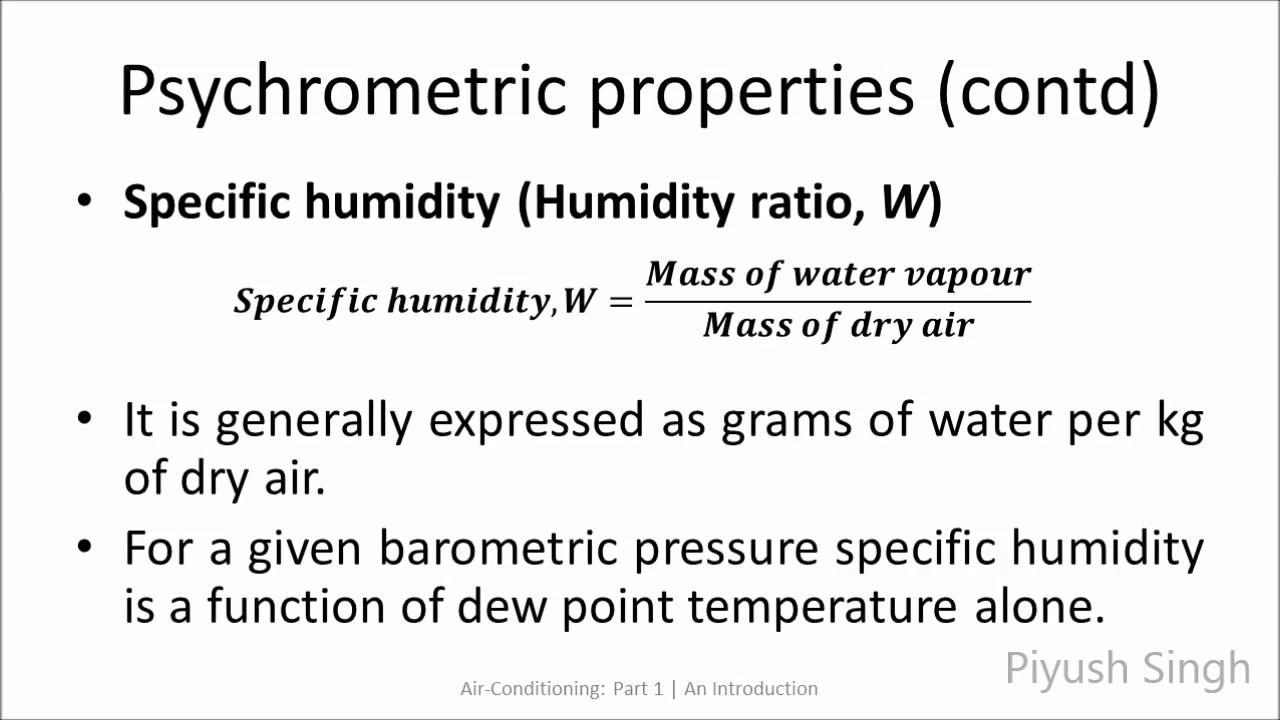 Psychrometric properties (contd)
• Specific humidity (Humidity ratio, W)
Specific humidity, W = Mass of water vapour / Mass of dry air
• It is generally expressed as grams of water per kg
of dry air.
• For a given barometric pressure specific humidity
is a function of dew point temperature alone.
Piyush Singh
Air-Conditioning: Part 1 | An Introduction